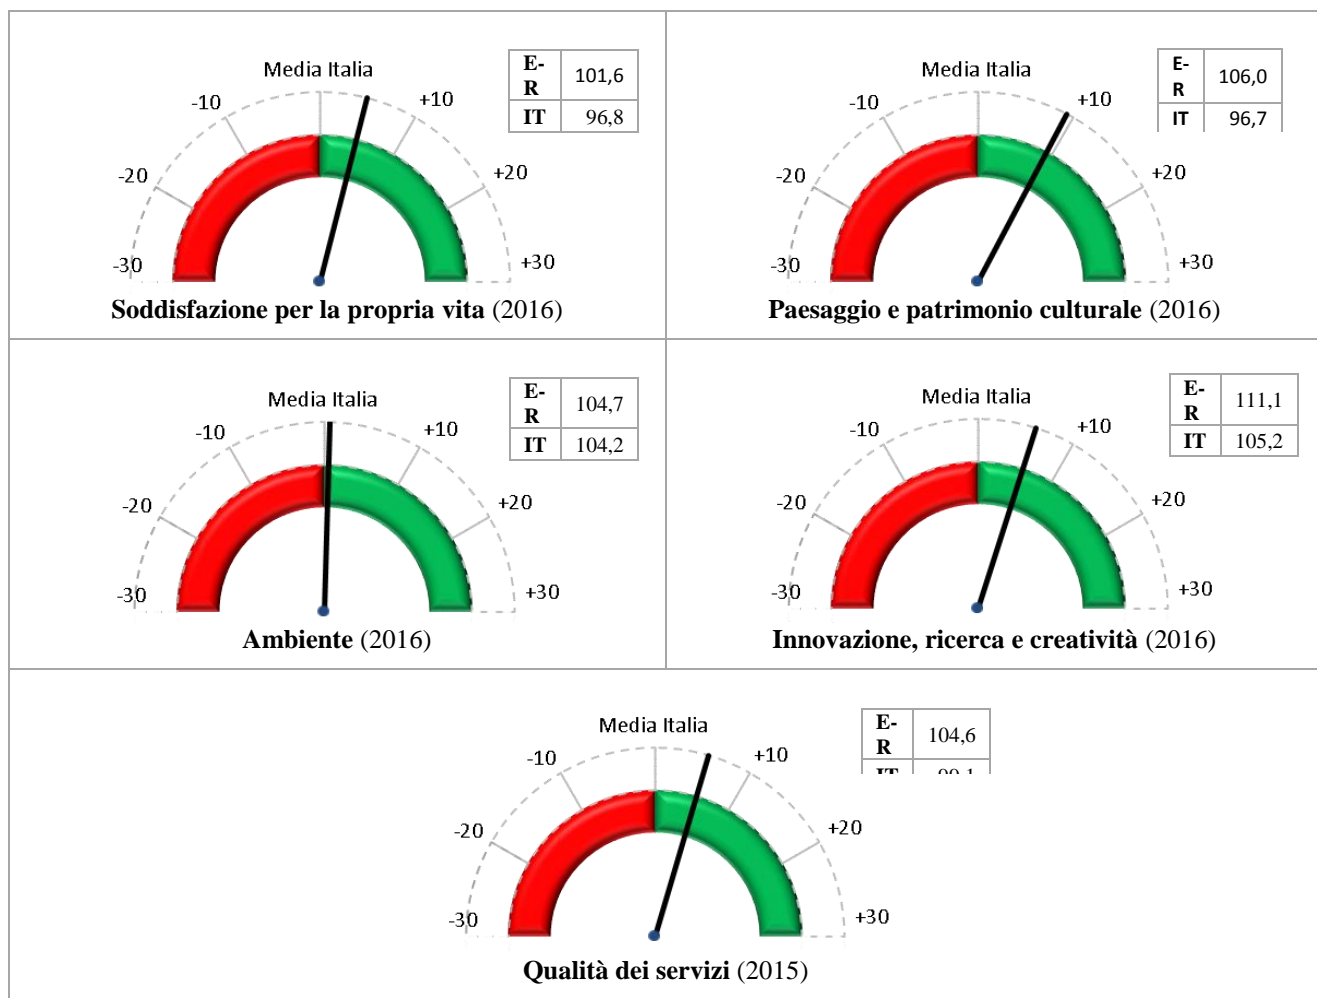 Media Italia
-10
+10
-20
+20
-30
+30
E-
R 101,6
IT 96,8
Soddisfazione per la propria vita (2016)
Media Italia
-10
+10
-20
+20
-30
+30
E-
R 106,0
IT 96,7
Paesaggio e patrimonio culturale (2016)
Media Italia
-10
+10
-20
+20
-30
+30
E-
R 104,7
IT 104,2
Ambiente (2016)
Media Italia
-10
+10
-20
+20
-30
+30
E-
R 111,1
IT 105,2
Innovazione, ricerca e creatività (2016)
Media Italia
-10
+10
-20
+20
-30
+30
E-
R 104,6
IT
Qualità dei servizi (2015)